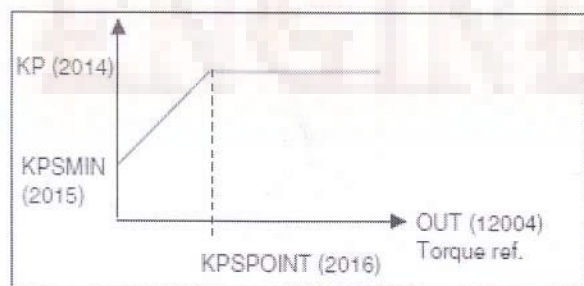 KP (2014)
KPSMIN
(2015)
OUT (12004)
Torque ref.
KPSPOINT (2016)